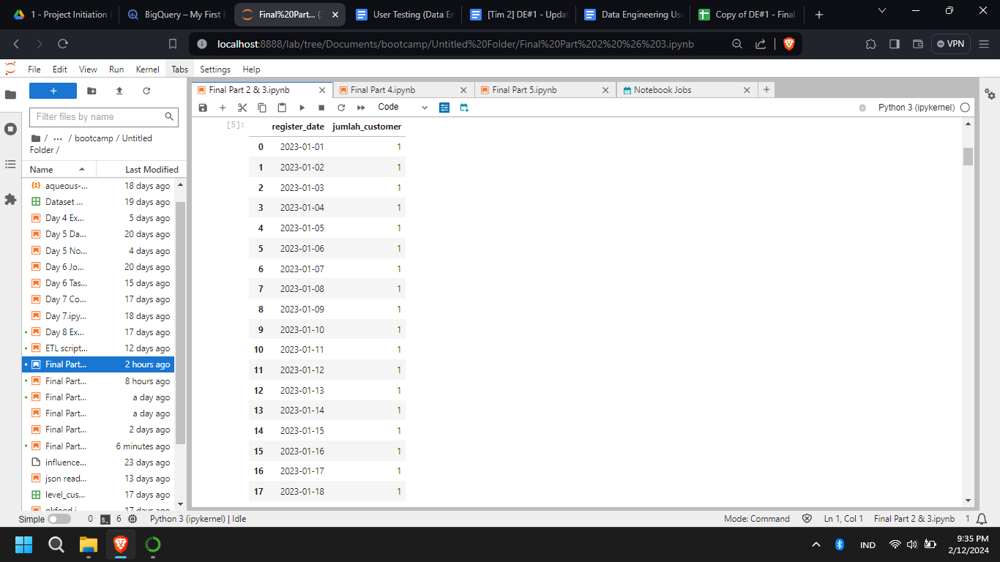 1 - Project Initiation
BigQuery – My First P
Final%20Part... (3
User Testing (Data En
[Tim 2] DE#1 - Updat
Data Engineering Use
Copy of DE#1 - Final
localhost:8888/lab/tree/Documents/bootcamp/Untitled%20Folder/Final%20Part%202%20%26%203.ipynb
VPN
File Edit View Run Kernel Tabs Settings Help
Final Part 2 & 3.ipynb
Final Part 4.ipynb
Final Part 5.ipynb
Notebook Jobs
Code
Python 3 (ipykernel)
Filter files by name
/ ... / bootcamp / Untitled
Folder /
Name Last Modified
aqueous-... 18 days ago
Dataset ... 19 days ago
Day 4 Ex... 5 days ago
Day 5 Da... 20 days ago
Day 5 No... 4 days ago
Day 6 Jo... 20 days ago
Day 6 Tas... 15 days ago
Day 7 Co... 17 days ago
Day 7.ipy... 18 days ago
Day 8 Ex... 17 days ago
ETL script... 12 days ago
Final Part... 2 hours ago
Final Part... 8 hours ago
Final Part... a day ago
Final Part... a day ago
Final Part... 2 days ago
Final Part... 6 minutes ago
influence... 23 days ago
json read... 13 days ago
level_cus... 17 days ago
[5]:
register_date jumlah_customer
0 2023-01-01 1
1 2023-01-02 1
2 2023-01-03 1
3 2023-01-04 1
4 2023-01-05 1
5 2023-01-06 1
6 2023-01-07 1
7 2023-01-08 1
8 2023-01-09 1
9 2023-01-10 1
10 2023-01-11 1
11 2023-01-12 1
12 2023-01-13 1
13 2023-01-14 1
14 2023-01-15 1
15 2023-01-16 1
16 2023-01-17 1
17 2023-01-18 1
Simple 0 6 Python 3 (ipykernel) | Idle
Mode: Command Ln 1, Col 1 Final Part 2 & 3.ipynb 1
IND
9:35 PM
2/12/2024